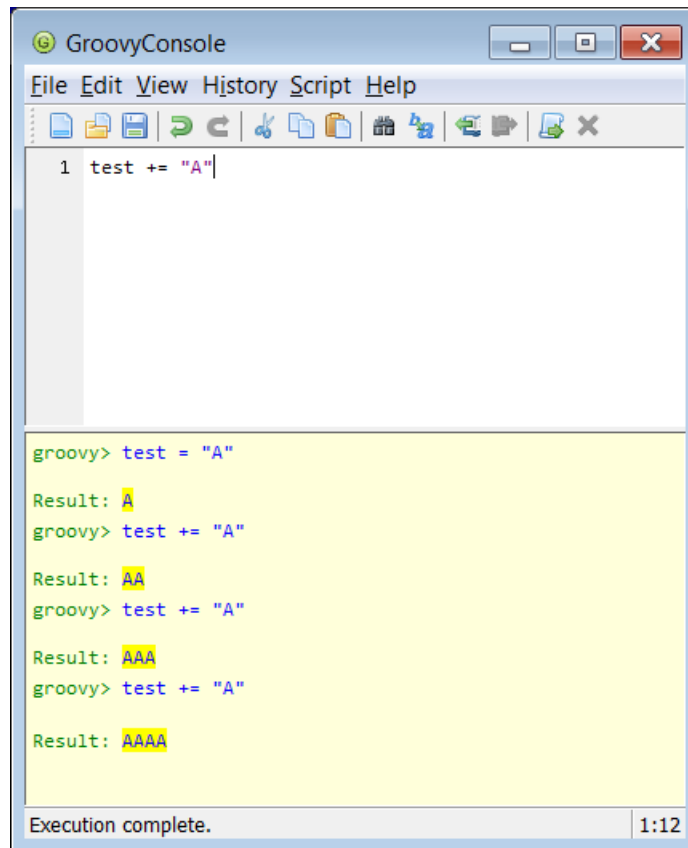 GroovyConsole
File Edit View History Script Help
1 test += "A"
groovy> test = "A"
Result: A
groovy> test += "A"
Result: AA
groovy> test += "A"
Result: AAA
groovy> test += "A"
Result: AAAA
Execution complete. 1:12